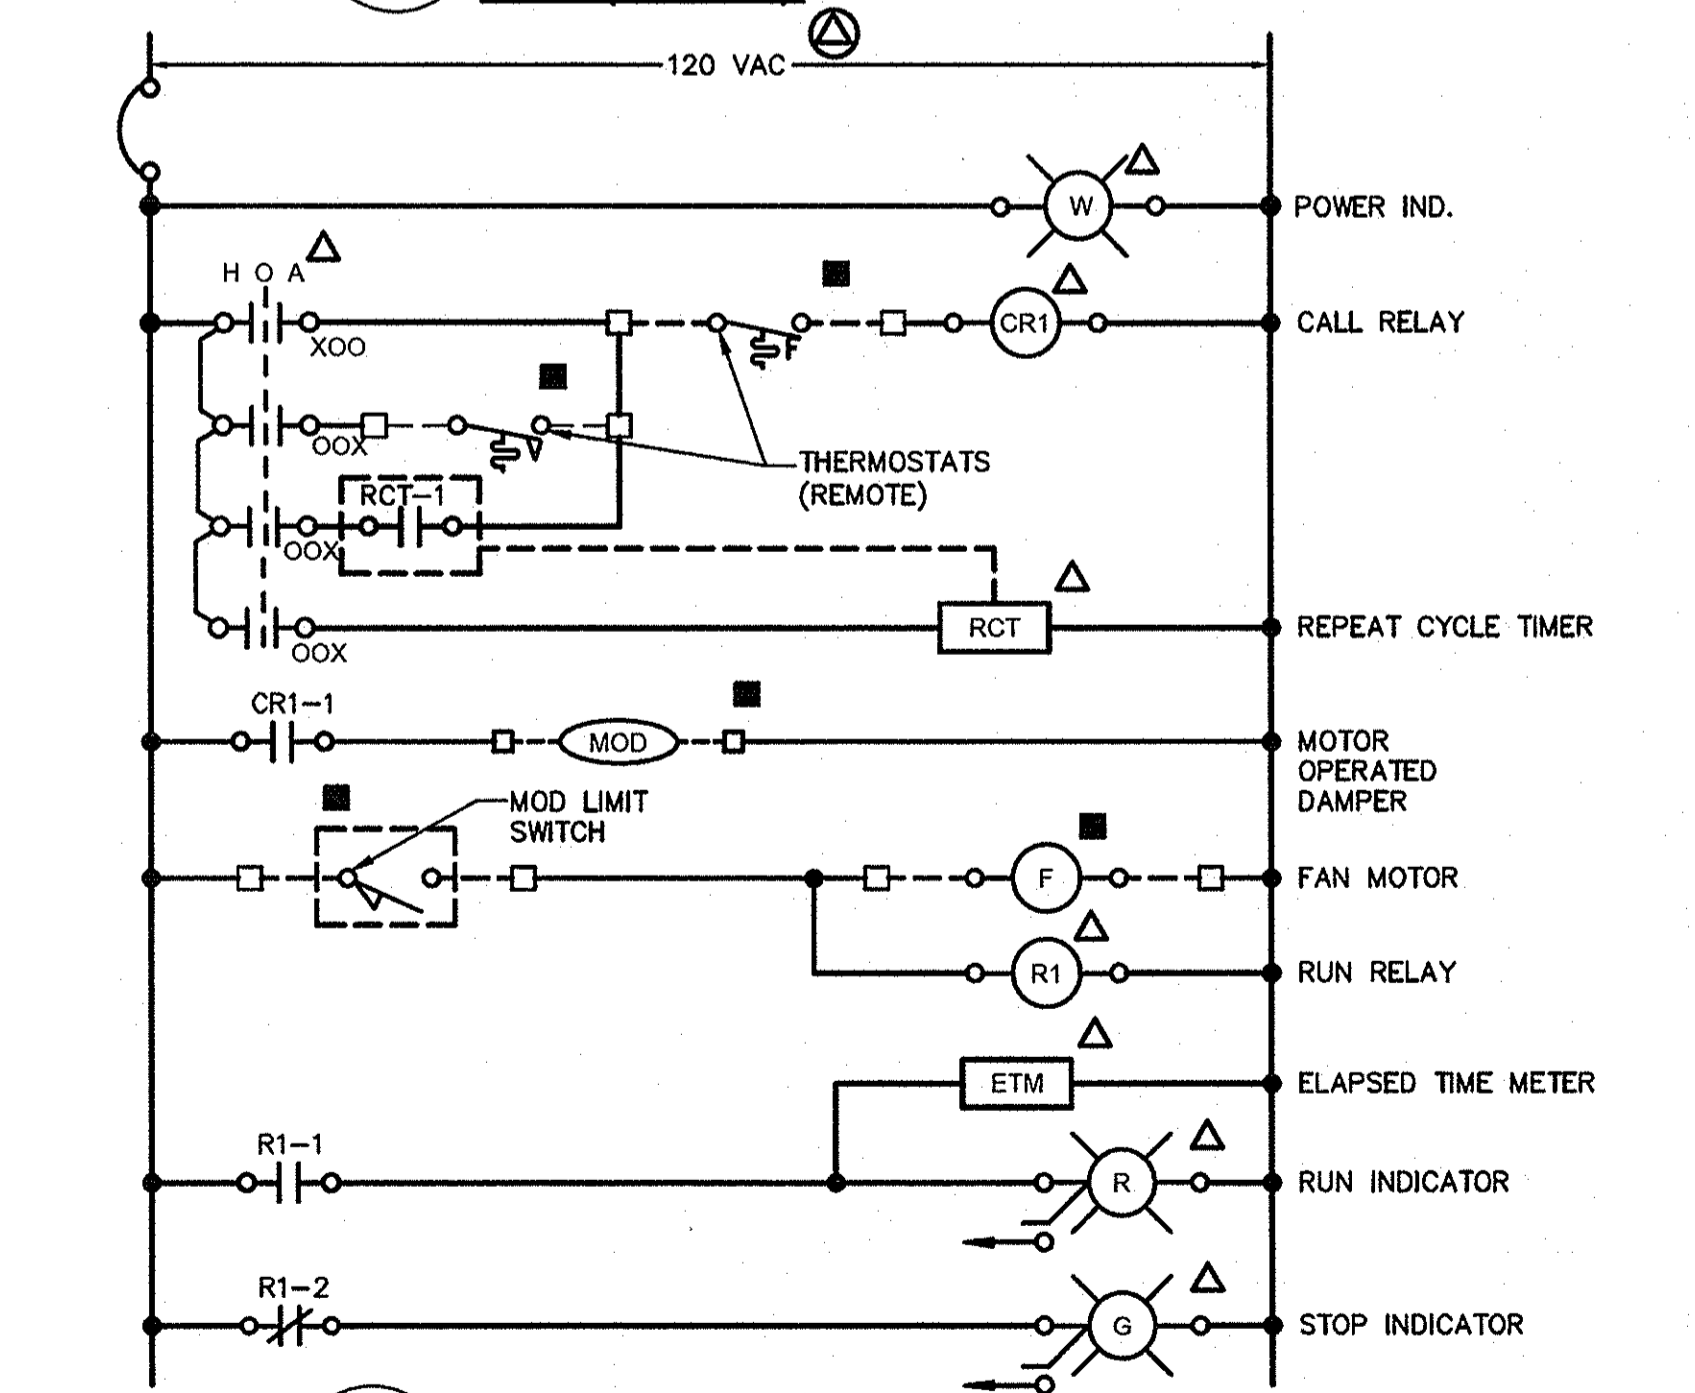 120 VAC
W
POWER IND.
H O A
XOO
F
CR1
CALL RELAY
OOX
THERMOSTATS
(REMOTE)
RCT-1
OOX
RCT
REPEAT CYCLE TIMER
OOX
CR1-1
MOD
MOTOR
OPERATED
DAMPER
MOD LIMIT
SWITCH
F
FAN MOTOR
R1
RUN RELAY
ETM
ELAPSED TIME METER
R1-1
R
RUN INDICATOR
R1-2
G
STOP INDICATOR